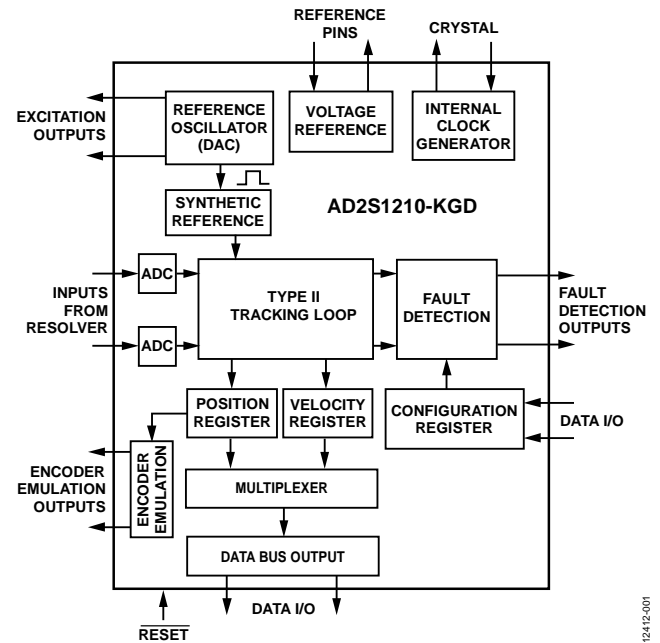 REFERENCE
PINS
CRYSTAL
EXCITATION
OUTPUTS
REFERENCE
OSCILLATOR
(DAC)
VOLTAGE
REFERENCE
INTERNAL
CLOCK
GENERATOR
SYNTHETIC
REFERENCE
AD2S1210-KGD
INPUTS
FROM
RESOLVER
ADC
ADC
TYPE II
TRACKING LOOP
FAULT
DETECTION
FAULT
DETECTION
OUTPUTS
POSITION
REGISTER
VELOCITY
REGISTER
CONFIGURATION
REGISTER
DATA I/O
ENCODER
EMULATION
OUTPUTS
ENCODER
EMULATION
MULTIPLEXER
DATA BUS OUTPUT
DATA I/O
RESET
12412-001